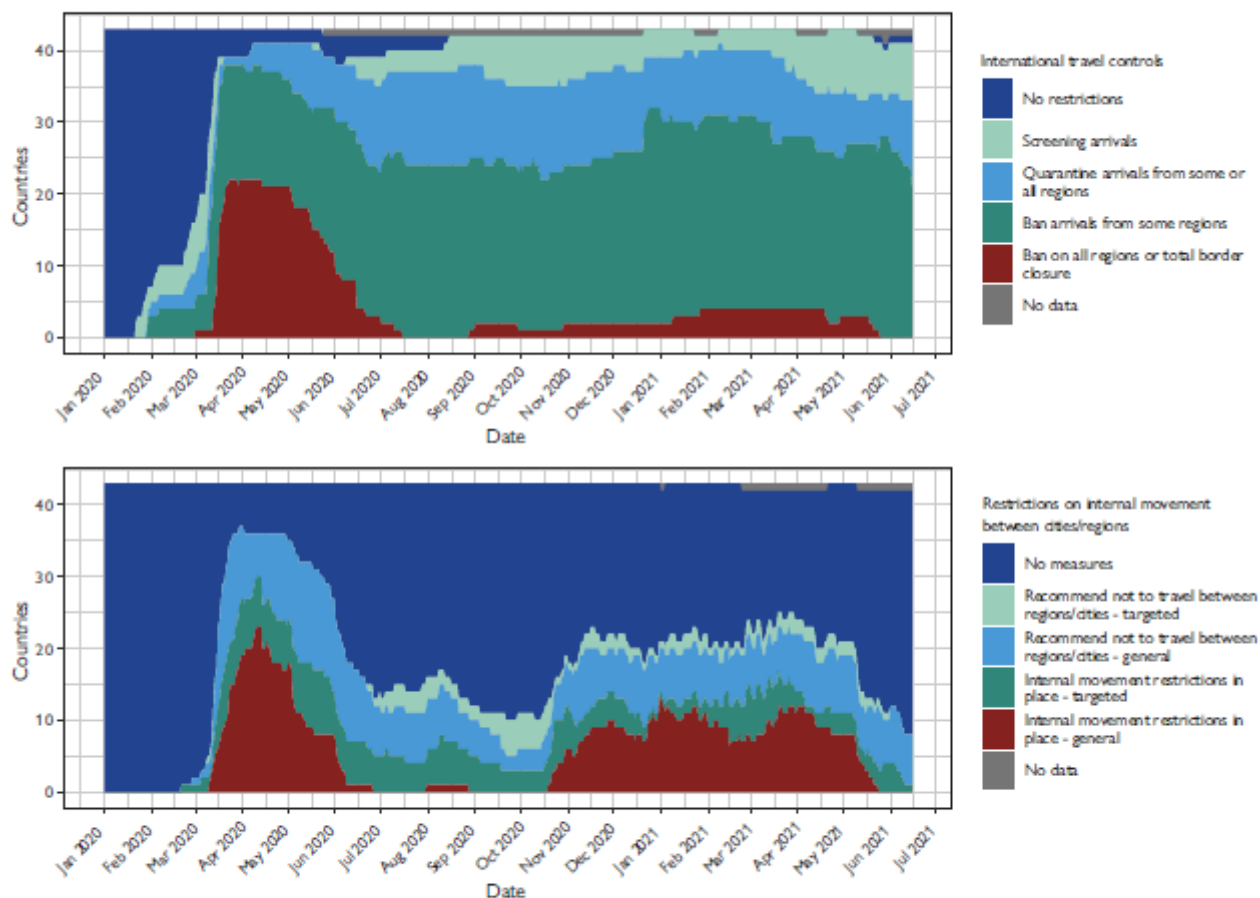 40
30
20
10
0
Countries
Jan 2020
Feb 2020
Mar 2020
Apr 2020
May 2020
Jun 2020
Jul 2020
Aug 2020
Sep 2020
Oct 2020
Nov 2020
Dec 2020
Jan 2021
Feb 2021
Mar 2021
Apr 2021
May 2021
Jun 2021
Jul 2021
Date
International travel controls
No restrictions
Screening arrivals
Quarantine arrivals from some or
all regions
Ban arrivals from some regions
Ban on all regions or total border
closure
No data
40
30
20
10
0
Countries
Jan 2020
Feb 2020
Mar 2020
Apr 2020
May 2020
Jun 2020
Jul 2020
Aug 2020
Sep 2020
Oct 2020
Nov 2020
Dec 2020
Jan 2021
Feb 2021
Mar 2021
Apr 2021
May 2021
Jun 2021
Jul 2021
Date
Restrictions on internal movement
between cities/regions
No measures
Recommend not to travel between
regions/cities - targeted
Recommend not to travel between
regions/cities - general
Internal movement restrictions in
place - targeted
Internal movement restrictions in
place - general
No data